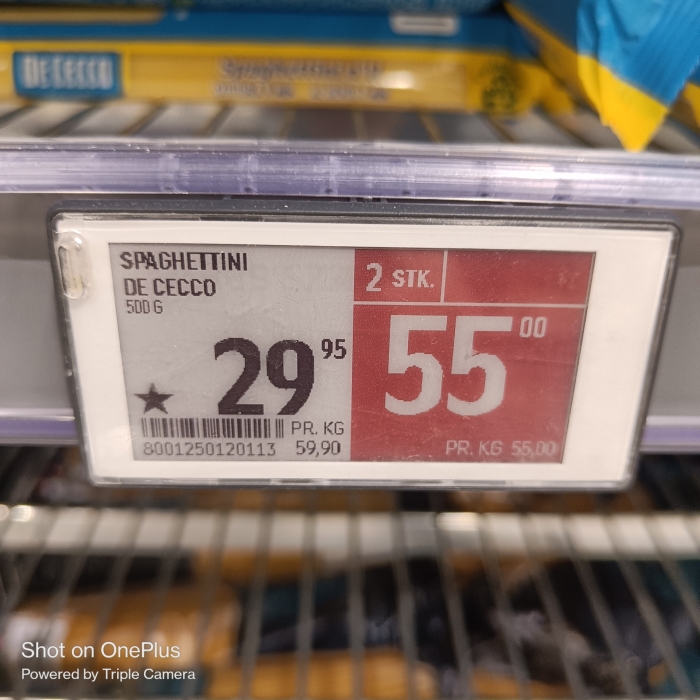 DE CECCO
SPAGHETTINI
DE CECCO
500 G
29 95
PR. KG
8001250120113 59,90
2 STK.
55 00
PR. KG 55,00
Shot on OnePlus
Powered by Triple Camera